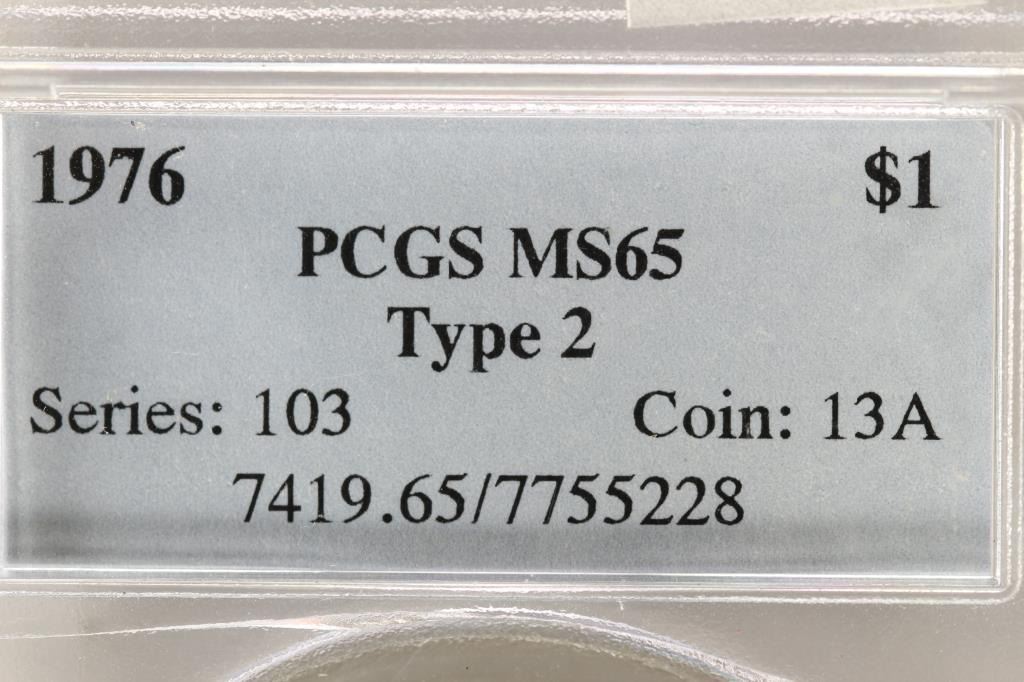 1976 $1
PCGS MS65
Type 2
Series: 103 Coin: 13A
7419.65/7755228